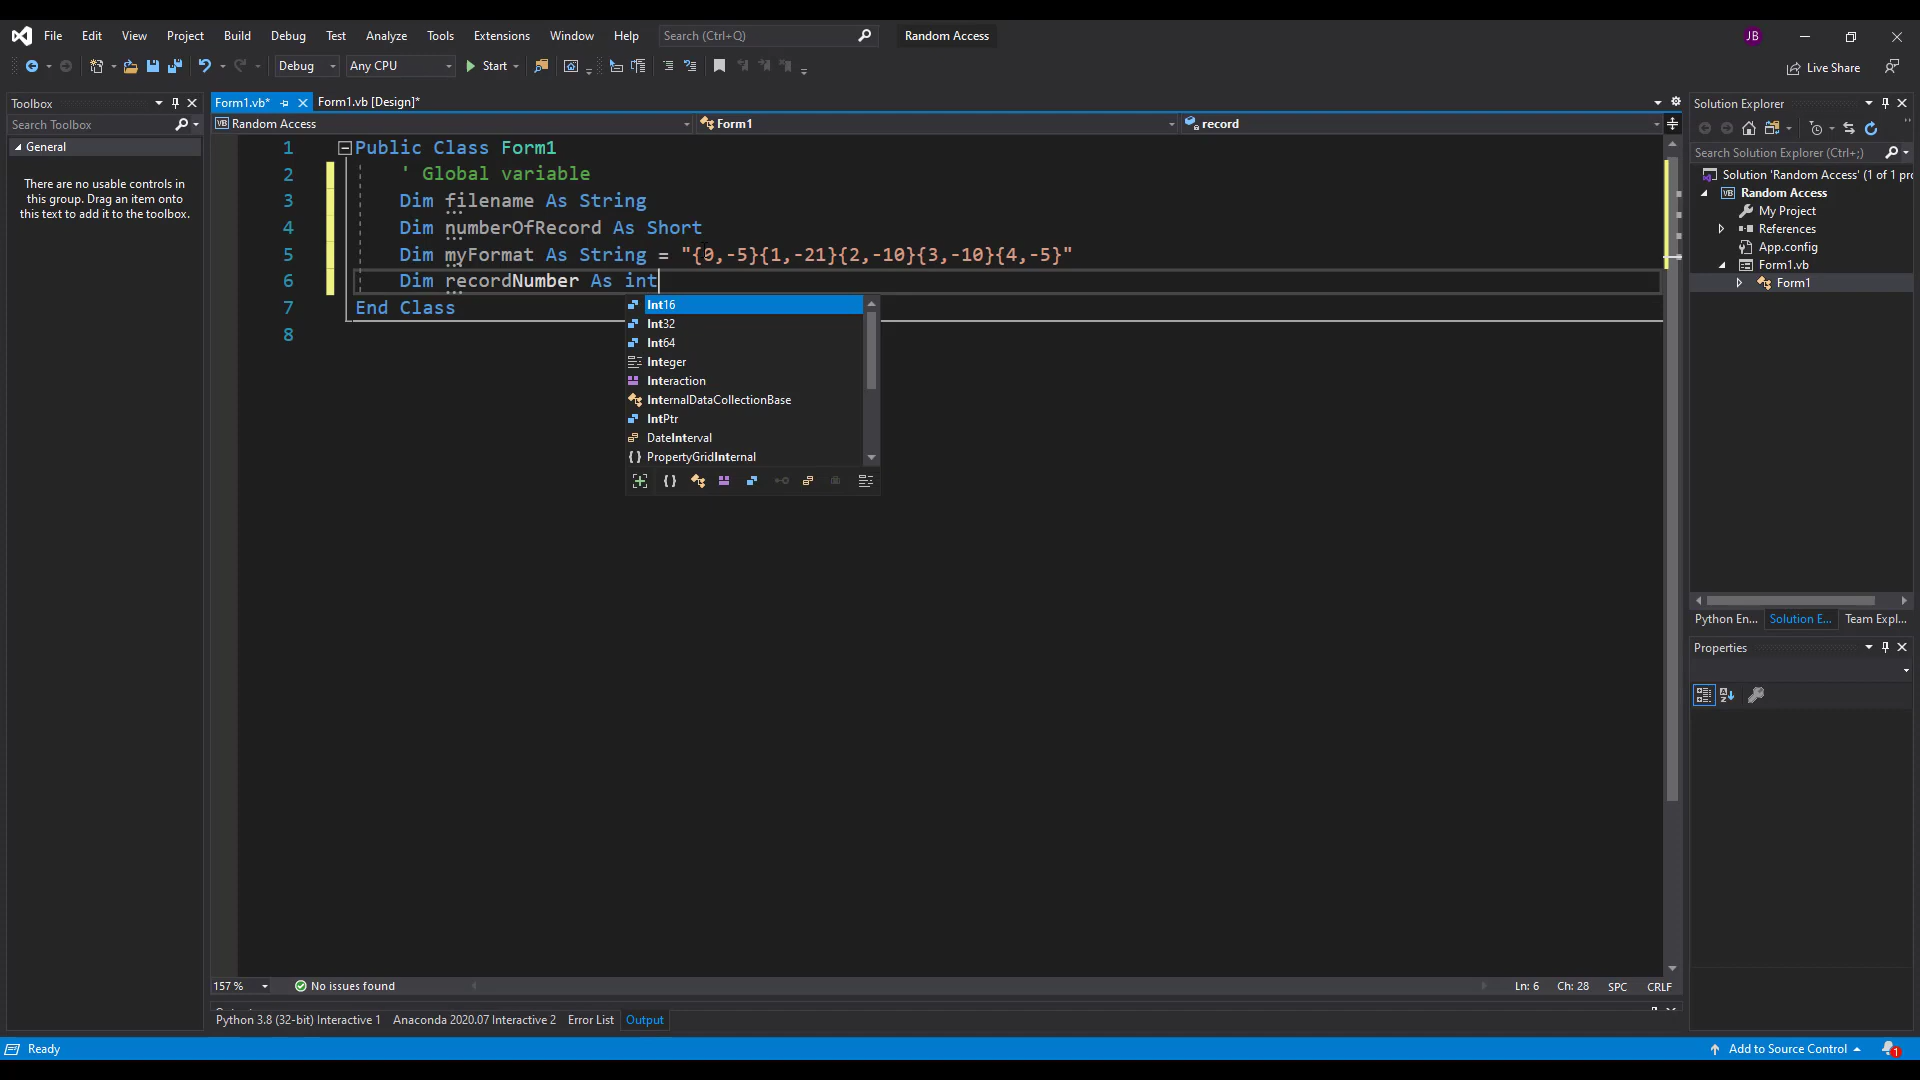 File Edit View Project Build Debug Test Analyze Tools Extensions Window Help Search (Ctrl+Q) Random Access JB
Debug Any CPU Start Live Share
Toolbox
Search Toolbox
General
There are no usable controls in
this group. Drag an item onto
this text to add it to the toolbox.
Form1.vb* Form1.vb [Design]*
VB Random Access Form1 record
1 Public Class Form1
2 ' Global variable
3 Dim filename As String
4 Dim numberOfRecord As Short
5 Dim myFormat As String = "{0,-5}{1,-21}{2,-10}{3,-10}{4,-5}"
6 Dim recordNumber As int
7 End Class
8
Int16
Int32
Int64
Integer
Interaction
InternalDataCollectionBase
IntPtr
DateInterval
PropertyGridInternal
157 % No issues found Ln: 6 Ch: 28 SPC CRLF
Python 3.8 (32-bit) Interactive 1 Anaconda 2020.07 Interactive 2 Error List Output
Solution Explorer
Search Solution Explorer (Ctrl+;)
Solution 'Random Access' (1 of 1 pro
VB Random Access
My Project
References
App.config
Form1.vb
Form1
Python En... Solution E... Team Expl...
Properties
Ready Add to Source Control 1